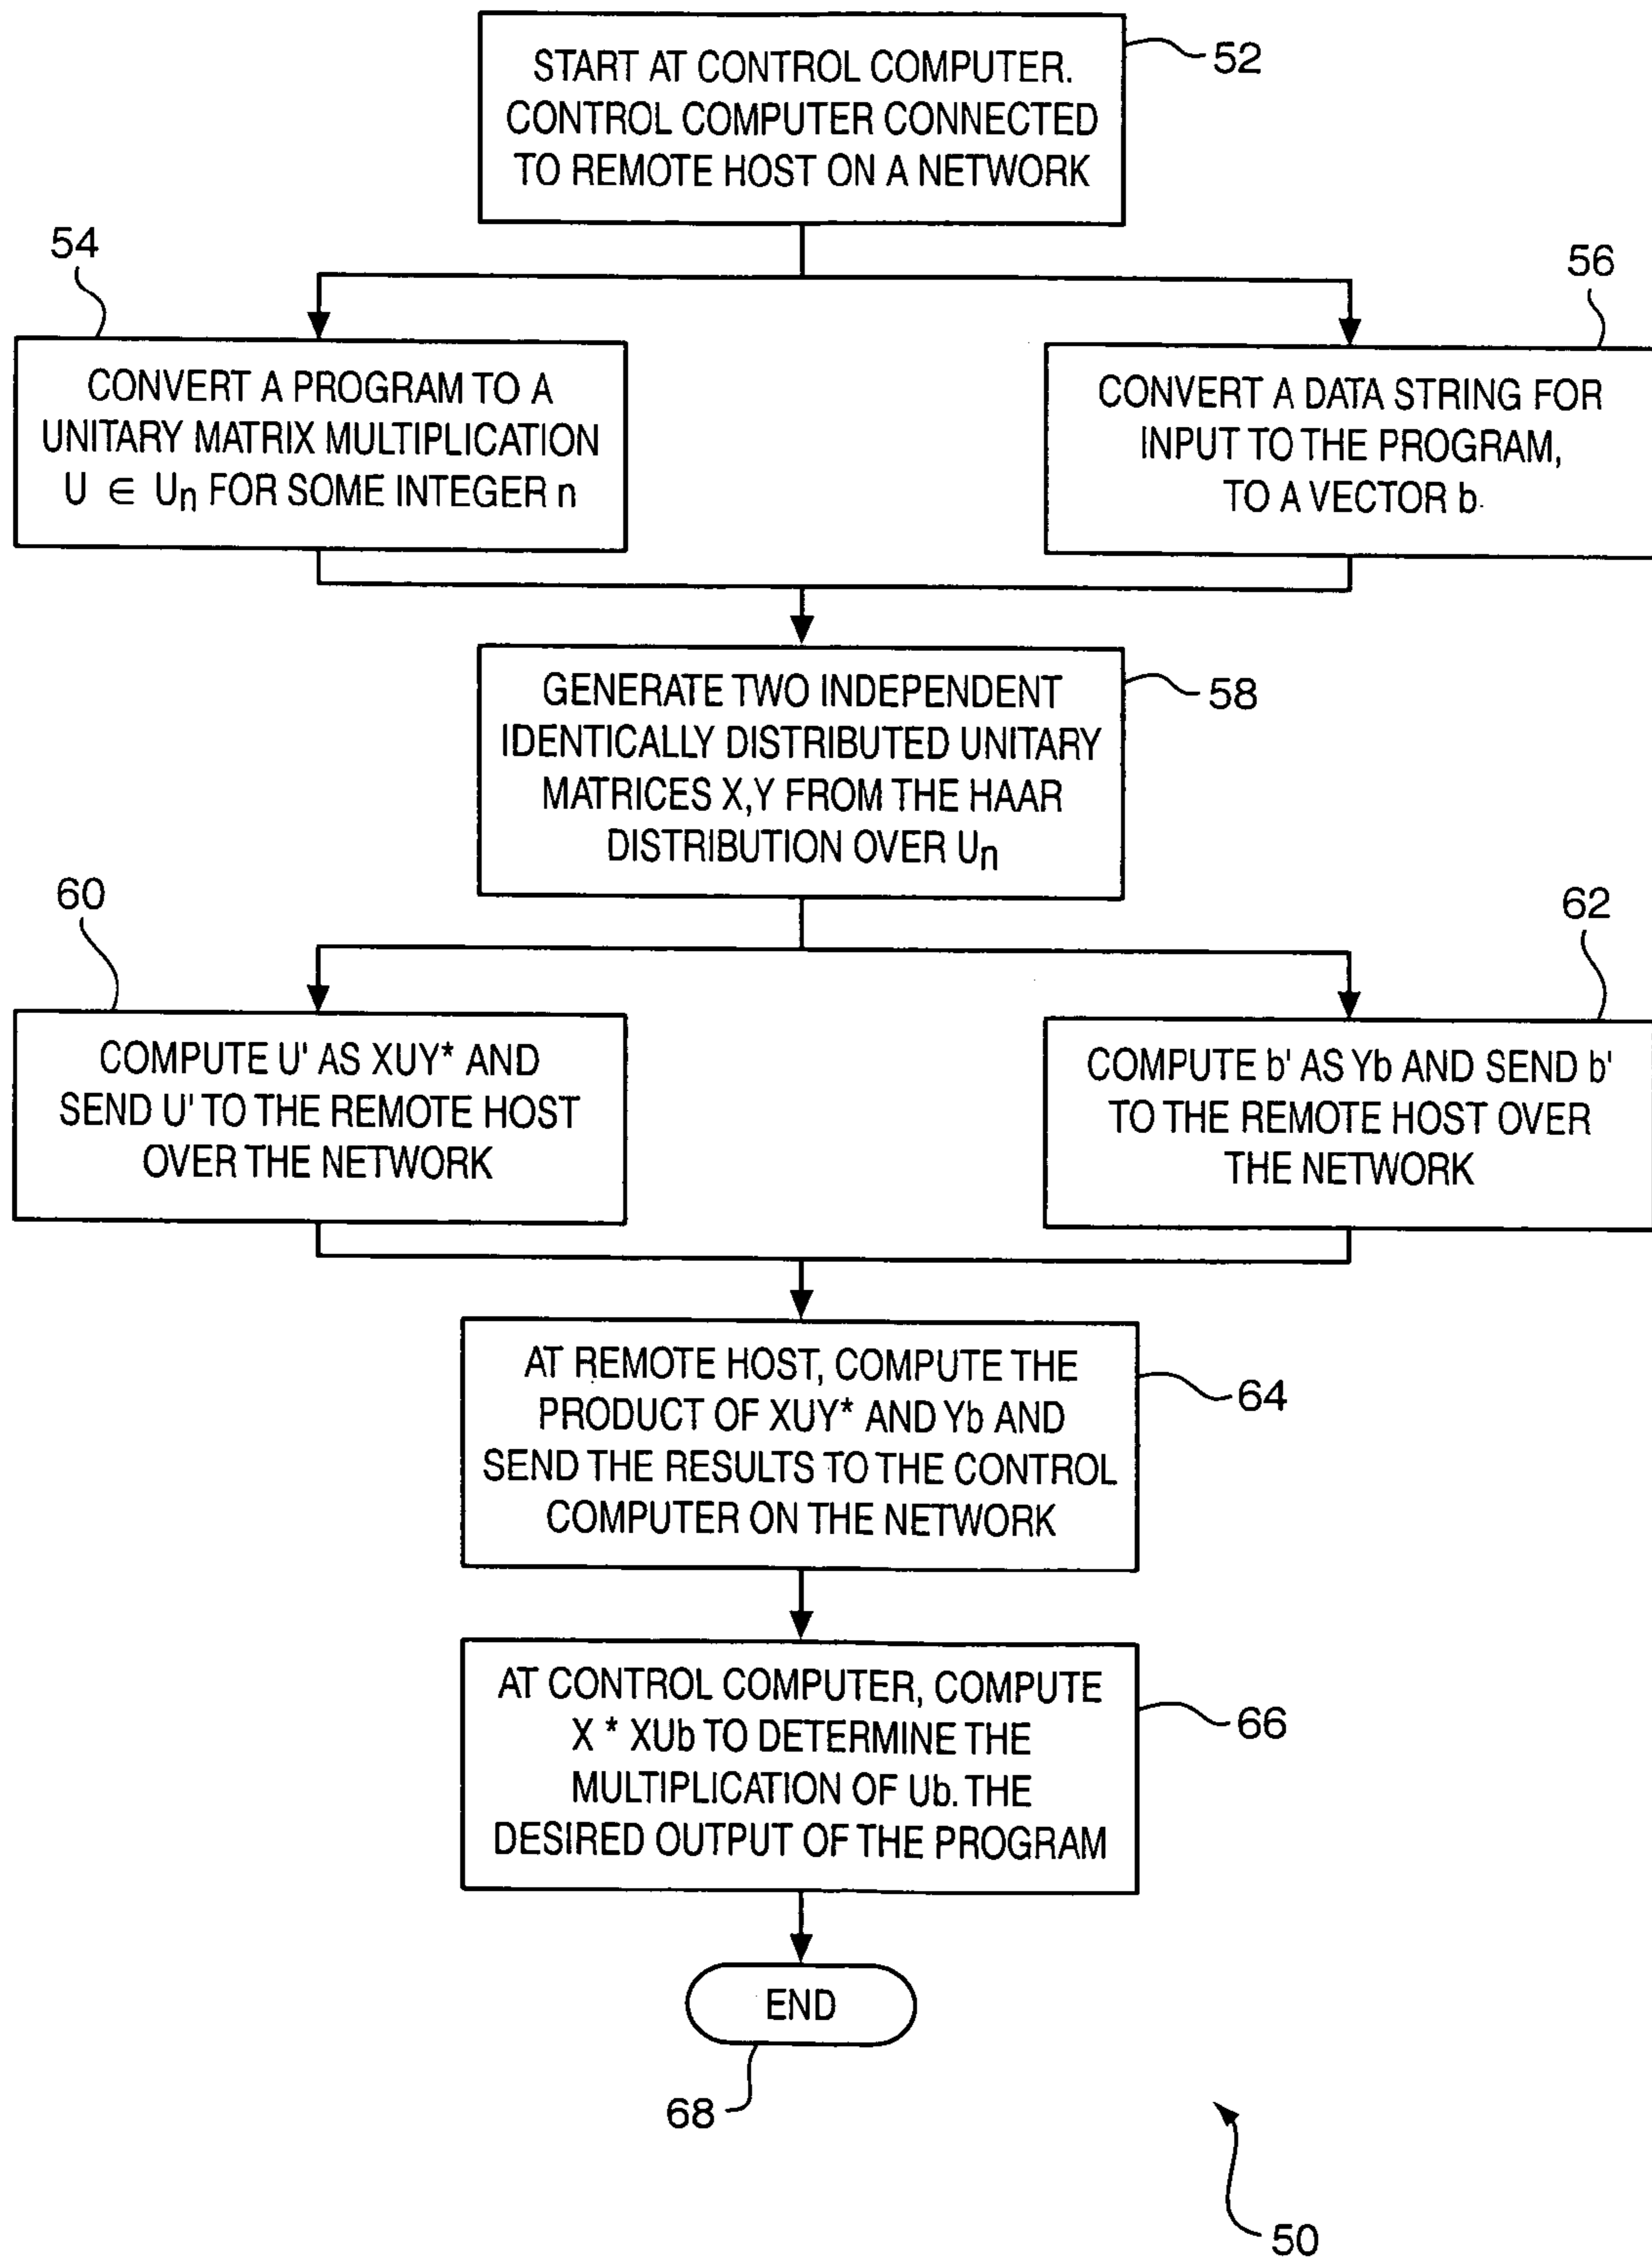 START AT CONTROL COMPUTER.
CONTROL COMPUTER CONNECTED
TO REMOTE HOST ON A NETWORK
52
54
CONVERT A PROGRAM TO A
UNITARY MATRIX MULTIPLICATION
U ∈ Un FOR SOME INTEGER n
56
CONVERT A DATA STRING FOR
INPUT TO THE PROGRAM,
TO A VECTOR b
GENERATE TWO INDEPENDENT
IDENTICALLY DISTRIBUTED UNITARY
MATRICES X,Y FROM THE HAAR
DISTRIBUTION OVER Un
58
60
COMPUTE U' AS XUY* AND
SEND U' TO THE REMOTE HOST
OVER THE NETWORK
62
COMPUTE b' AS Yb AND SEND b'
TO THE REMOTE HOST OVER
THE NETWORK
AT REMOTE HOST, COMPUTE THE
PRODUCT OF XUY* AND Yb AND
SEND THE RESULTS TO THE CONTROL
COMPUTER ON THE NETWORK
64
AT CONTROL COMPUTER, COMPUTE
X * XUb TO DETERMINE THE
MULTIPLICATION OF Ub. THE
DESIRED OUTPUT OF THE PROGRAM
66
END
68
50